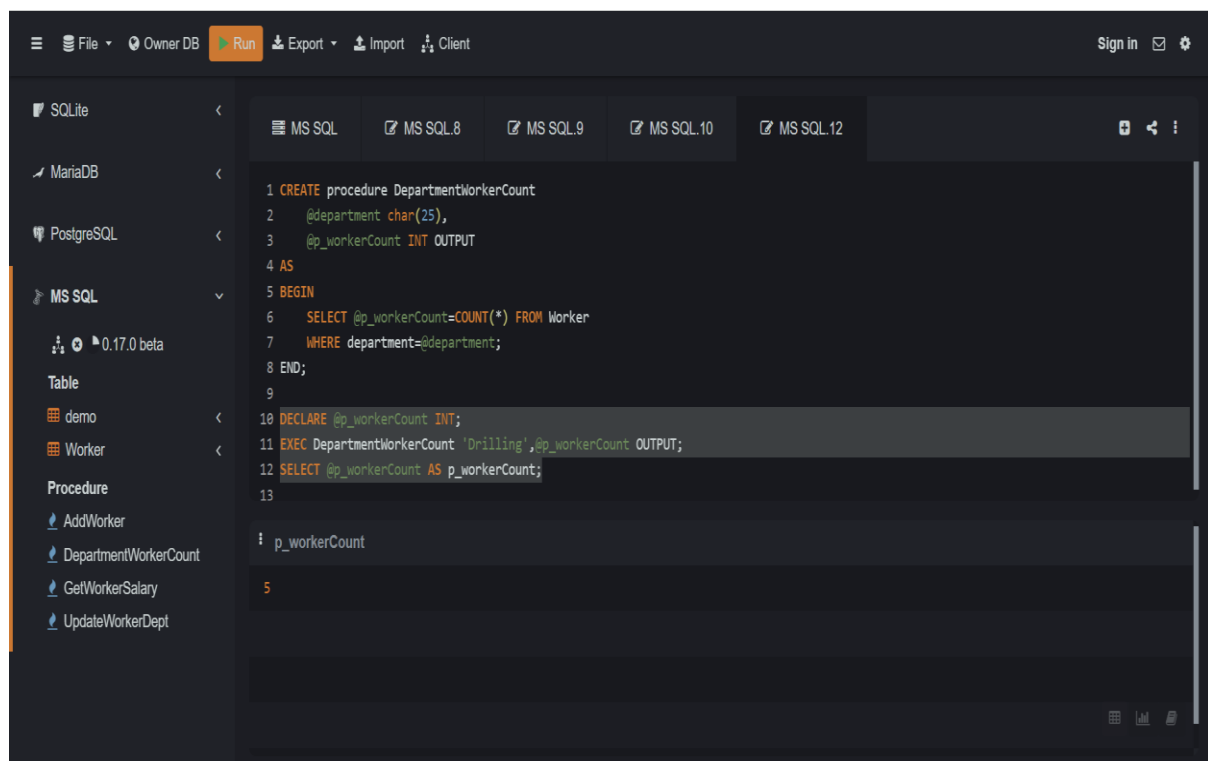 File Owner DB Run Export Import Client Sign in
SQLite
MariaDB
PostgreSQL
MS SQL
0.17.0 beta
Table
demo
Worker
Procedure
AddWorker
DepartmentWorkerCount
GetWorkerSalary
UpdateWorkerDept
MS SQL MS SQL.8 MS SQL.9 MS SQL.10 MS SQL.12
1 CREATE procedure DepartmentWorkerCount
2 @department char(25),
3 @p_workerCount INT OUTPUT
4 AS
5 BEGIN
6 SELECT @p_workerCount=COUNT(*) FROM Worker
7 WHERE department=@department;
8 END;
9
10 DECLARE @p_workerCount INT;
11 EXEC DepartmentWorkerCount 'Drilling',@p_workerCount OUTPUT;
12 SELECT @p_workerCount AS p_workerCount;
13
p_workerCount
5